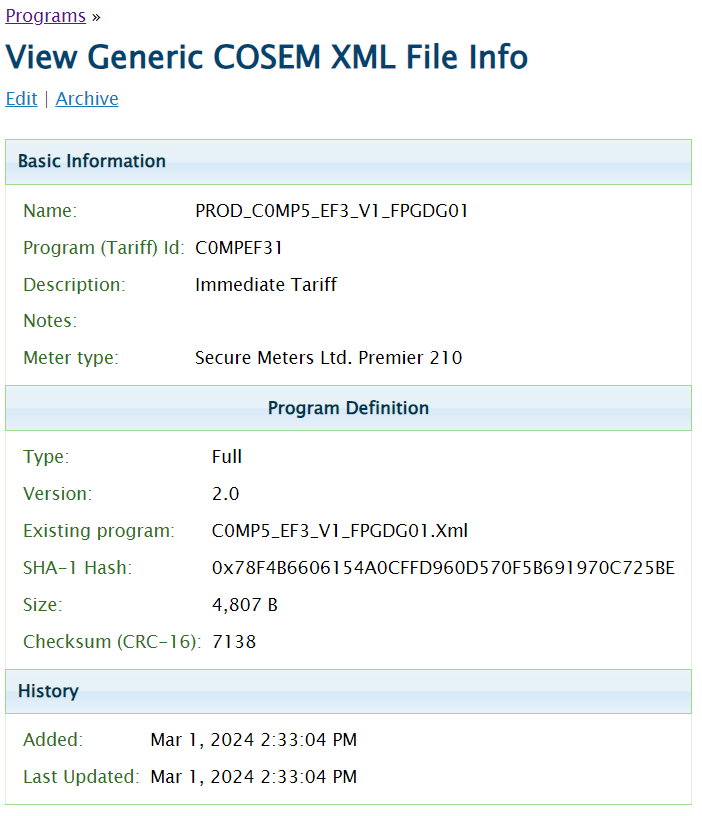 Programs »
View Generic COSEM XML File Info
Edit | Archive
Basic Information
Name: PROD_C0MP5_EF3_V1_FPGDG01
Program (Tariff) Id: C0MPEF31
Description: Immediate Tariff
Notes:
Meter type: Secure Meters Ltd. Premier 210
Program Definition
Type: Full
Version: 2.0
Existing program: C0MP5_EF3_V1_FPGDG01.Xml
SHA-1 Hash: 0x78F4B6606154A0CFFD960D570F5B691970C725BE
Size: 4,807 B
Checksum (CRC-16): 7138
History
Added: Mar 1, 2024 2:33:04 PM
Last Updated: Mar 1, 2024 2:33:04 PM